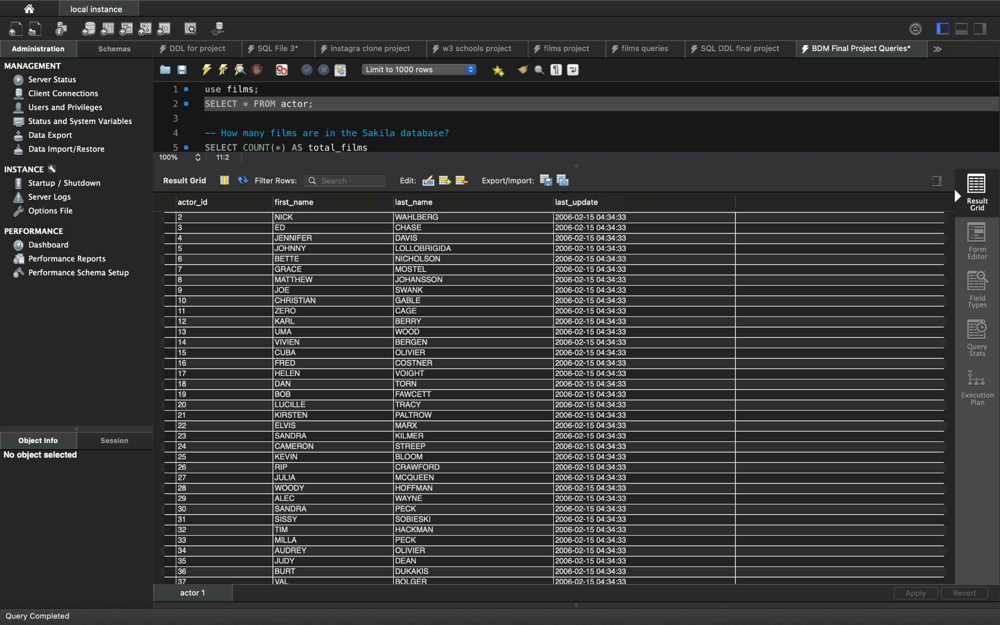 local instance
Administration Schemas
DDL for project SQL File 3* instagra clone project w3 schools project films project films queries SQL DDL final project BDM Final Project Queries*
MANAGEMENT
Server Status
Client Connections
Users and Privileges
Status and System Variables
Data Export
Data Import/Restore
INSTANCE
Startup / Shutdown
Server Logs
Options File
PERFORMANCE
Dashboard
Performance Reports
Performance Schema Setup
Object Info Session
No object selected
Limit to 1000 rows
1 use films;
2 SELECT * FROM actor;
3
4 -- How many films are in the Sakila database?
5 SELECT COUNT(*) AS total_films
100% 11:2
Result Grid Filter Rows: Search Edit: Export/Import:
actor_id first_name last_name last_update
2 NICK WAHLBERG 2006-02-15 04:34:33
3 ED CHASE 2006-02-15 04:34:33
4 JENNIFER DAVIS 2006-02-15 04:34:33
5 JOHNNY LOLLOBRIGIDA 2006-02-15 04:34:33
6 BETTE NICHOLSON 2006-02-15 04:34:33
7 GRACE MOSTEL 2006-02-15 04:34:33
8 MATTHEW JOHANSSON 2006-02-15 04:34:33
9 JOE SWANK 2006-02-15 04:34:33
10 CHRISTIAN GABLE 2006-02-15 04:34:33
11 ZERO CAGE 2006-02-15 04:34:33
12 KARL BERRY 2006-02-15 04:34:33
13 UMA WOOD 2006-02-15 04:34:33
14 VIVIEN BERGEN 2006-02-15 04:34:33
15 CUBA OLIVIER 2006-02-15 04:34:33
16 FRED COSTNER 2006-02-15 04:34:33
17 HELEN VOIGHT 2006-02-15 04:34:33
18 DAN TORN 2006-02-15 04:34:33
19 BOB FAWCETT 2006-02-15 04:34:33
20 LUCILLE TRACY 2006-02-15 04:34:33
21 KIRSTEN PALTROW 2006-02-15 04:34:33
22 ELVIS MARX 2006-02-15 04:34:33
23 SANDRA KILMER 2006-02-15 04:34:33
24 CAMERON STREEP 2006-02-15 04:34:33
25 KEVIN BLOOM 2006-02-15 04:34:33
26 RIP CRAWFORD 2006-02-15 04:34:33
27 JULIA MCQUEEN 2006-02-15 04:34:33
28 WOODY HOFFMAN 2006-02-15 04:34:33
29 ALEC WAYNE 2006-02-15 04:34:33
30 SANDRA PECK 2006-02-15 04:34:33
31 SISSY SOBIESKI 2006-02-15 04:34:33
32 TIM HACKMAN 2006-02-15 04:34:33
33 MILLA PECK 2006-02-15 04:34:33
34 AUDREY OLIVIER 2006-02-15 04:34:33
35 JUDY DEAN 2006-02-15 04:34:33
36 BURT DUKAKIS 2006-02-15 04:34:33
37 VAL BOLGER 2006-02-15 04:34:33
Result
Grid
Form
Editor
Field
Types
Query
Stats
Execution
Plan
actor 1 Apply Revert
Query Completed